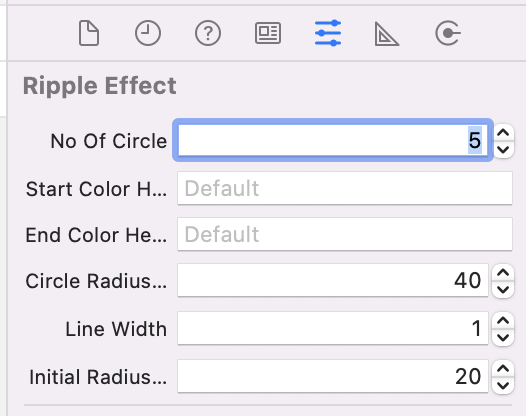 Ripple Effect
No Of Circle 5
Start Color H... Default
End Color He... Default
Circle Radius... 40
Line Width 1
Initial Radius... 20